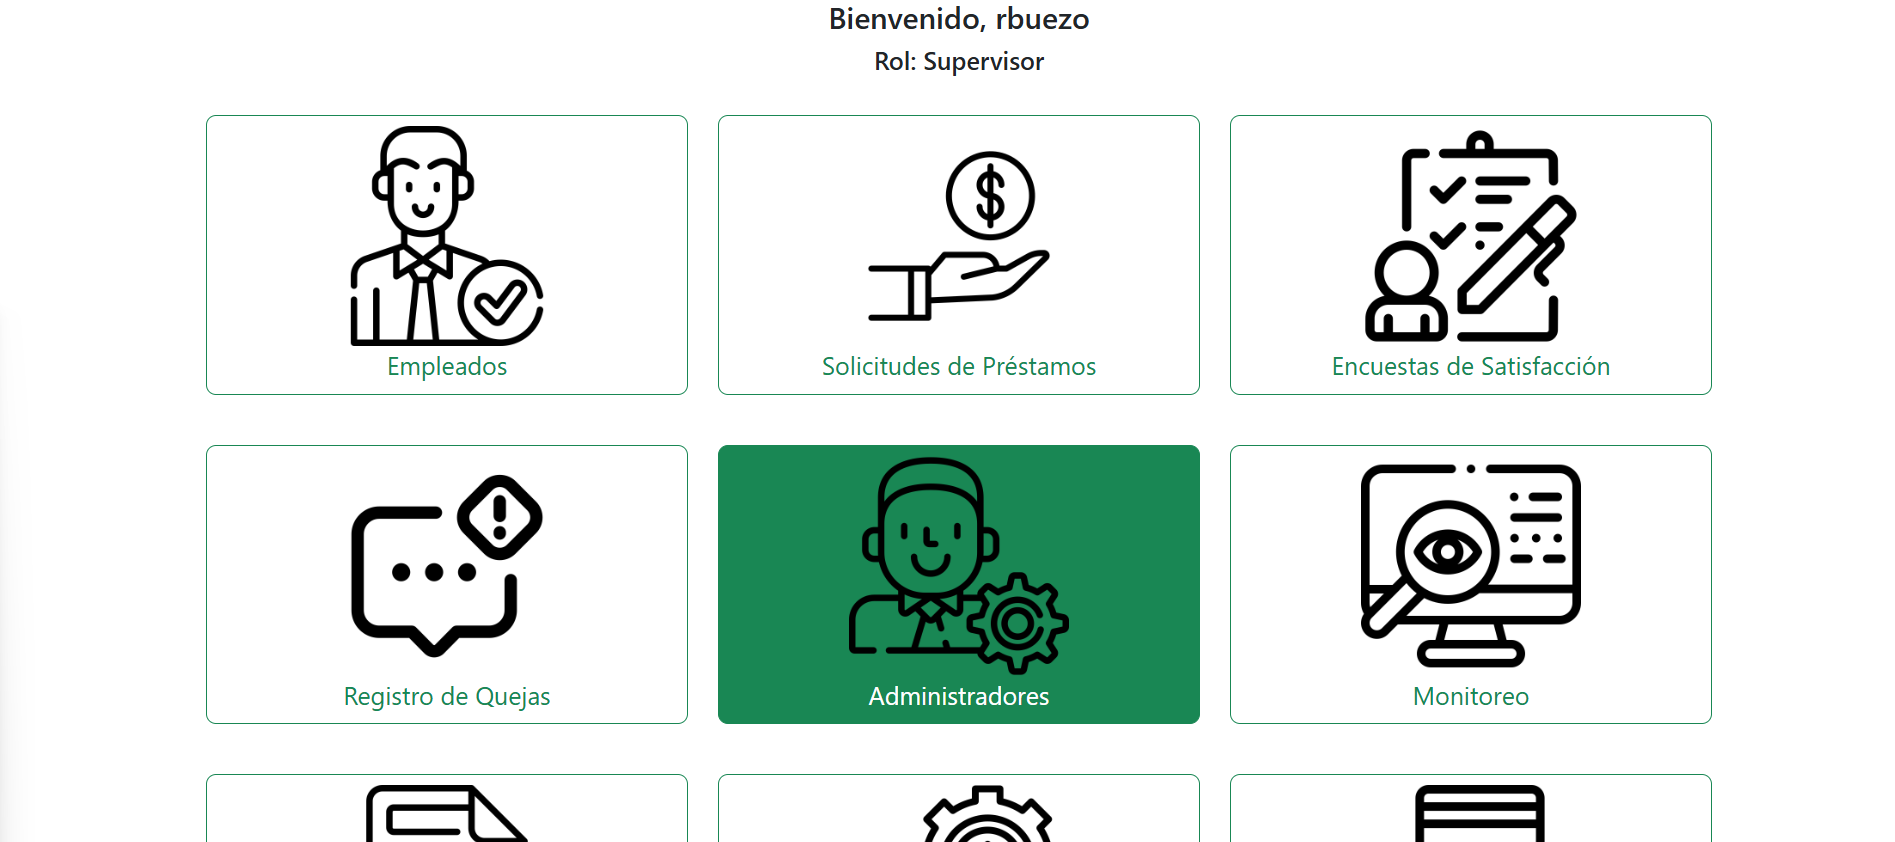 Bienvenido, rbuezo
Rol: Supervisor
Empleados
Solicitudes de Préstamos
Encuestas de Satisfacción
Registro de Quejas
Administradores
Monitoreo